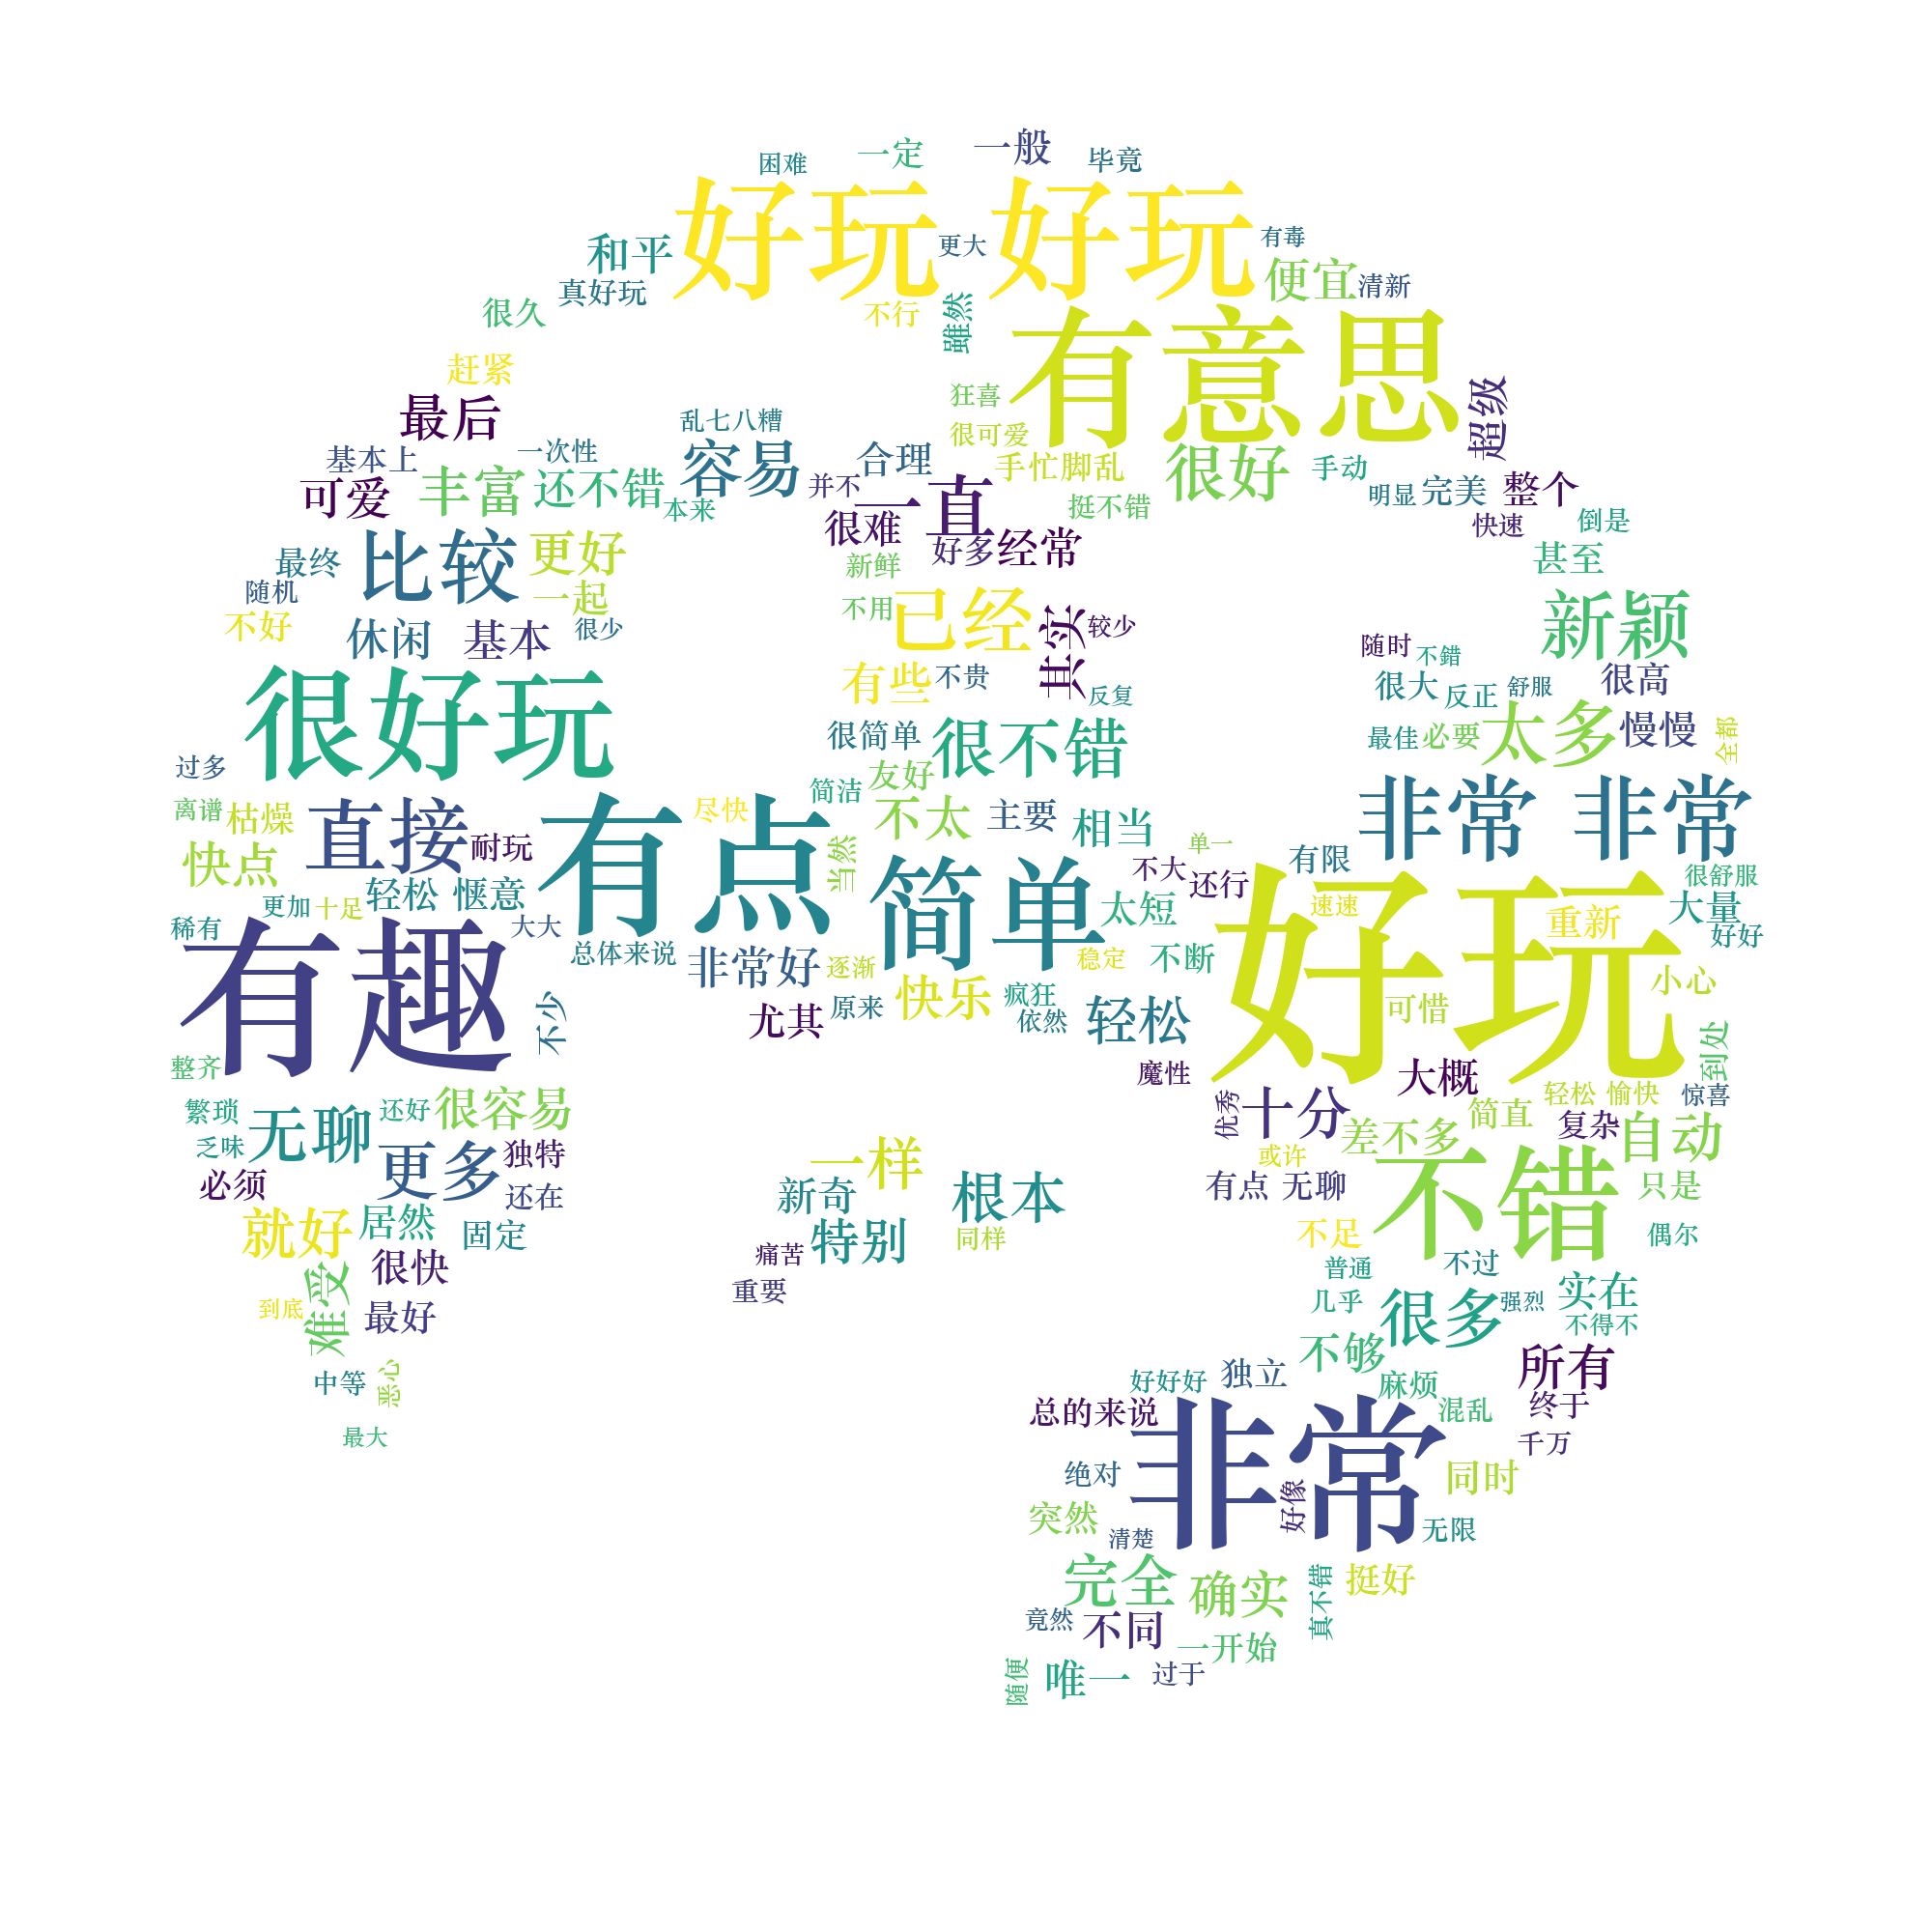 困难
一定
一般
毕竟
好玩 好玩
和平
更大
有毒
真好玩
便宜
清新
很久
不行
雖然
有意思
赶紧
狂喜
超级
最后
乱七八糟
很可爱
基本上
一次性
容易
合理
手忙脚乱
很好
手动
可爱
丰富
还不错
本来
并不
一直
挺不错
明显
完美
整个
很难
快速
倒是
最终
比较
更好
好多
经常
甚至
随机
一起
新鲜
不好
休闲
基本
很少
不用
已经
其实
较少
新颖
随时
不错
很好玩
有些
不贵
反复
很大
反正
舒服
很高
很简单
很不错
最佳
必要
太多
慢慢
全都
过多
友好
简洁
离谱
枯燥
直接
耐玩
有点
尽快
不太
主要
相当
非常 非常
快点
当然
单一
轻松 惬意
简单
不大
还行
有限
很舒服
稀有
更加
十足
大大
太短
好玩
速速
重新
大量
好好
有趣
总体来说
非常好
逐渐
稳定
不断
不少
快乐
疯狂
小心
尤其
原来
依然
轻松
可惜
到处
整齐
魔性
大概
繁琐
无聊
还好
很容易
优秀
十分
简直
轻松 愉快
惊喜
乏味
更多
独特
一样
差不多
复杂
自动
必须
还在
新奇
根本
或许
有点 无聊
不错
只是
就好
居然
固定
特别
同样
不足
偶尔
很快
痛苦
普通
不过
难受
到底
最好
重要
几乎
很多
强烈
实在
不得不
中等
恶心
好好好
独立
不够
麻烦
所有
最大
总的来说
非常
混乱
终于
千万
绝对
好像
同时
突然
清楚
无限
完全
确实
真不错
挺好
竟然
不同
一开始
随便
唯一
过于